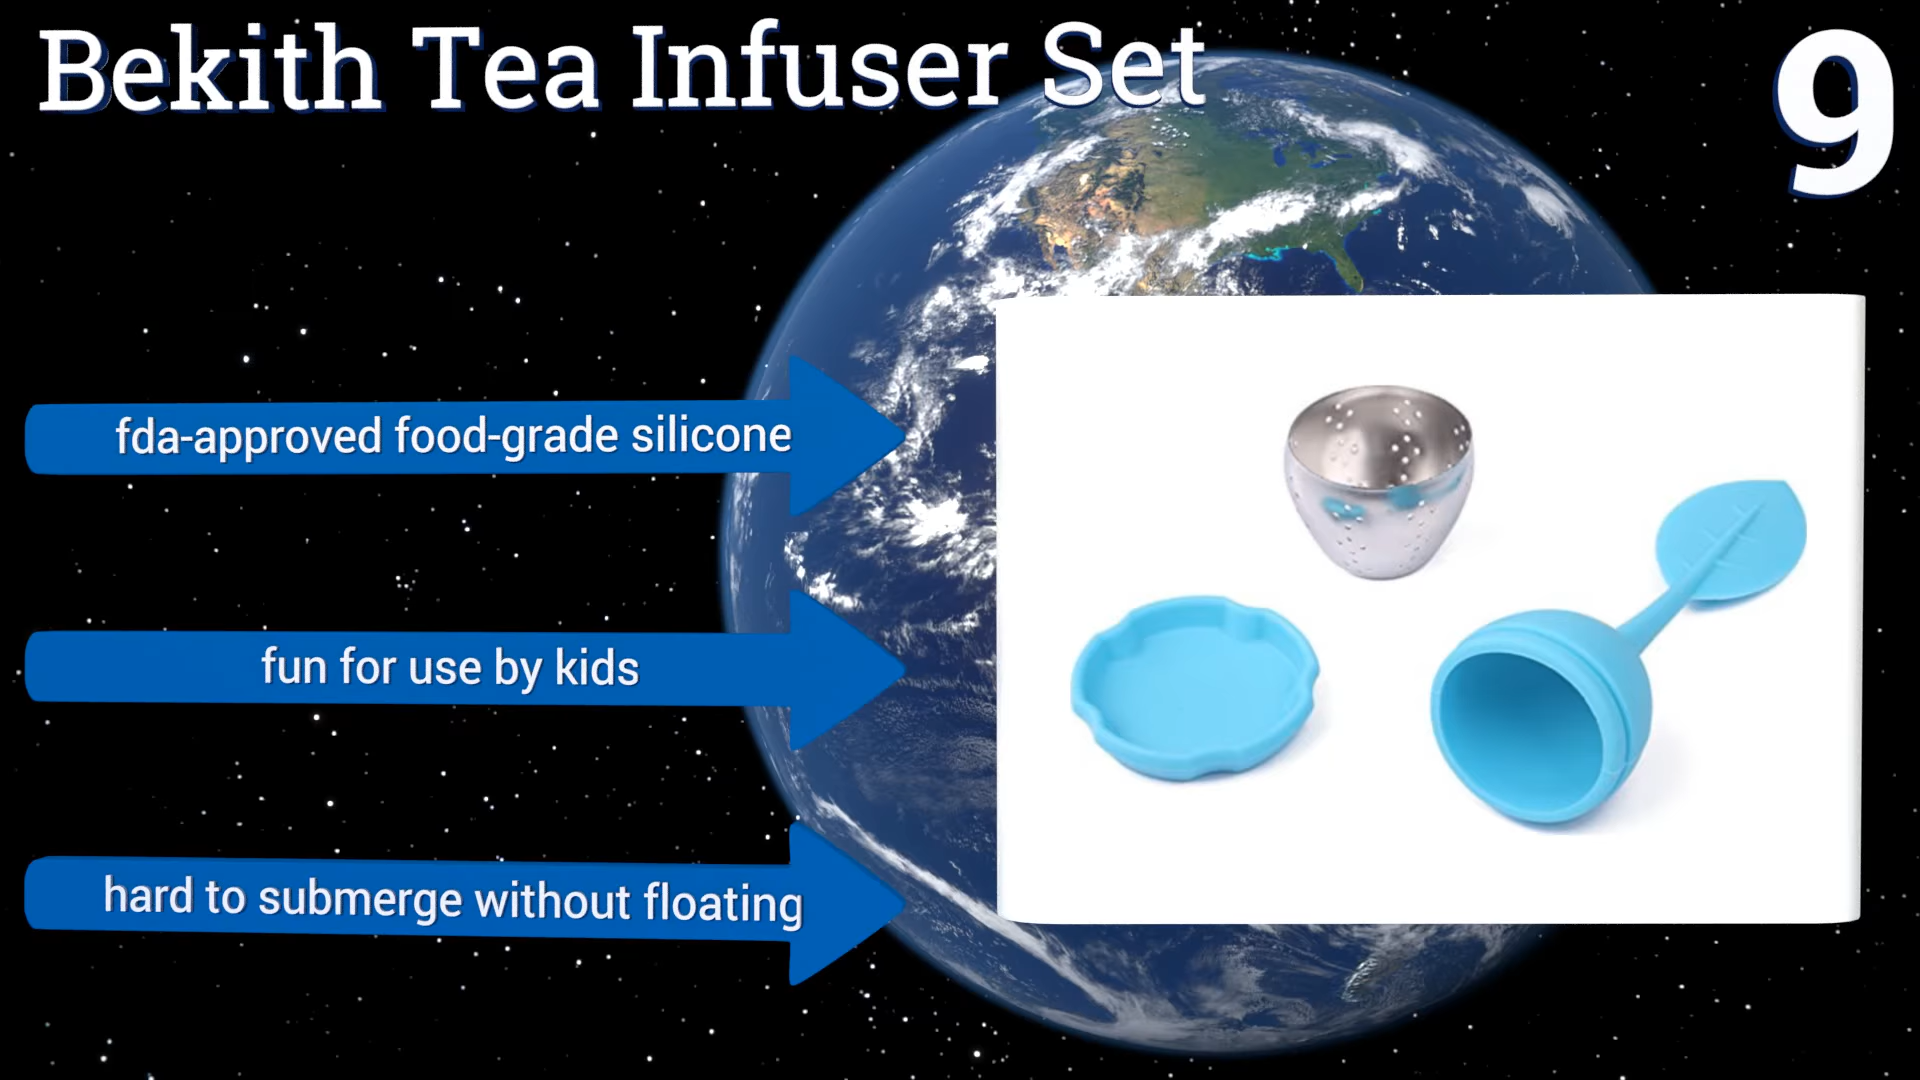 Bekith Tea Infuser Set
9
fda-approved food-grade silicone
fun for use by kids
hard to submerge without floating